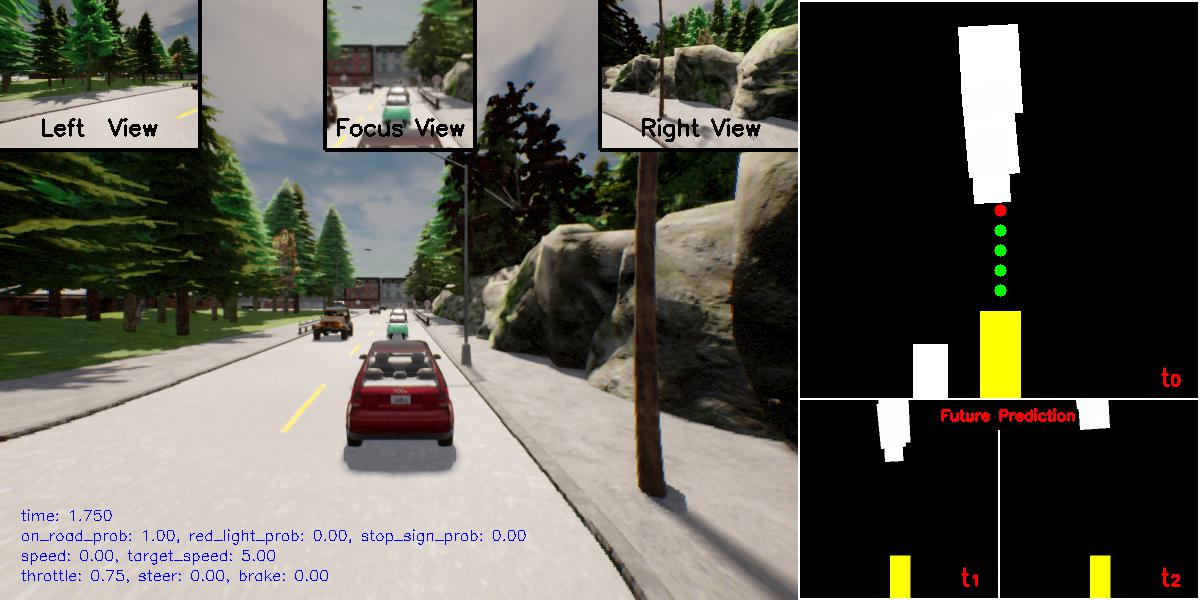 Left View
Focus View
Right View
time: 1.750
on_road_prob: 1.00, red_light_prob: 0.00, stop_sign_prob: 0.00
speed: 0.00, target_speed: 5.00
throttle: 0.75, steer: 0.00, brake: 0.00
t0
Future Prediction
t1
t2